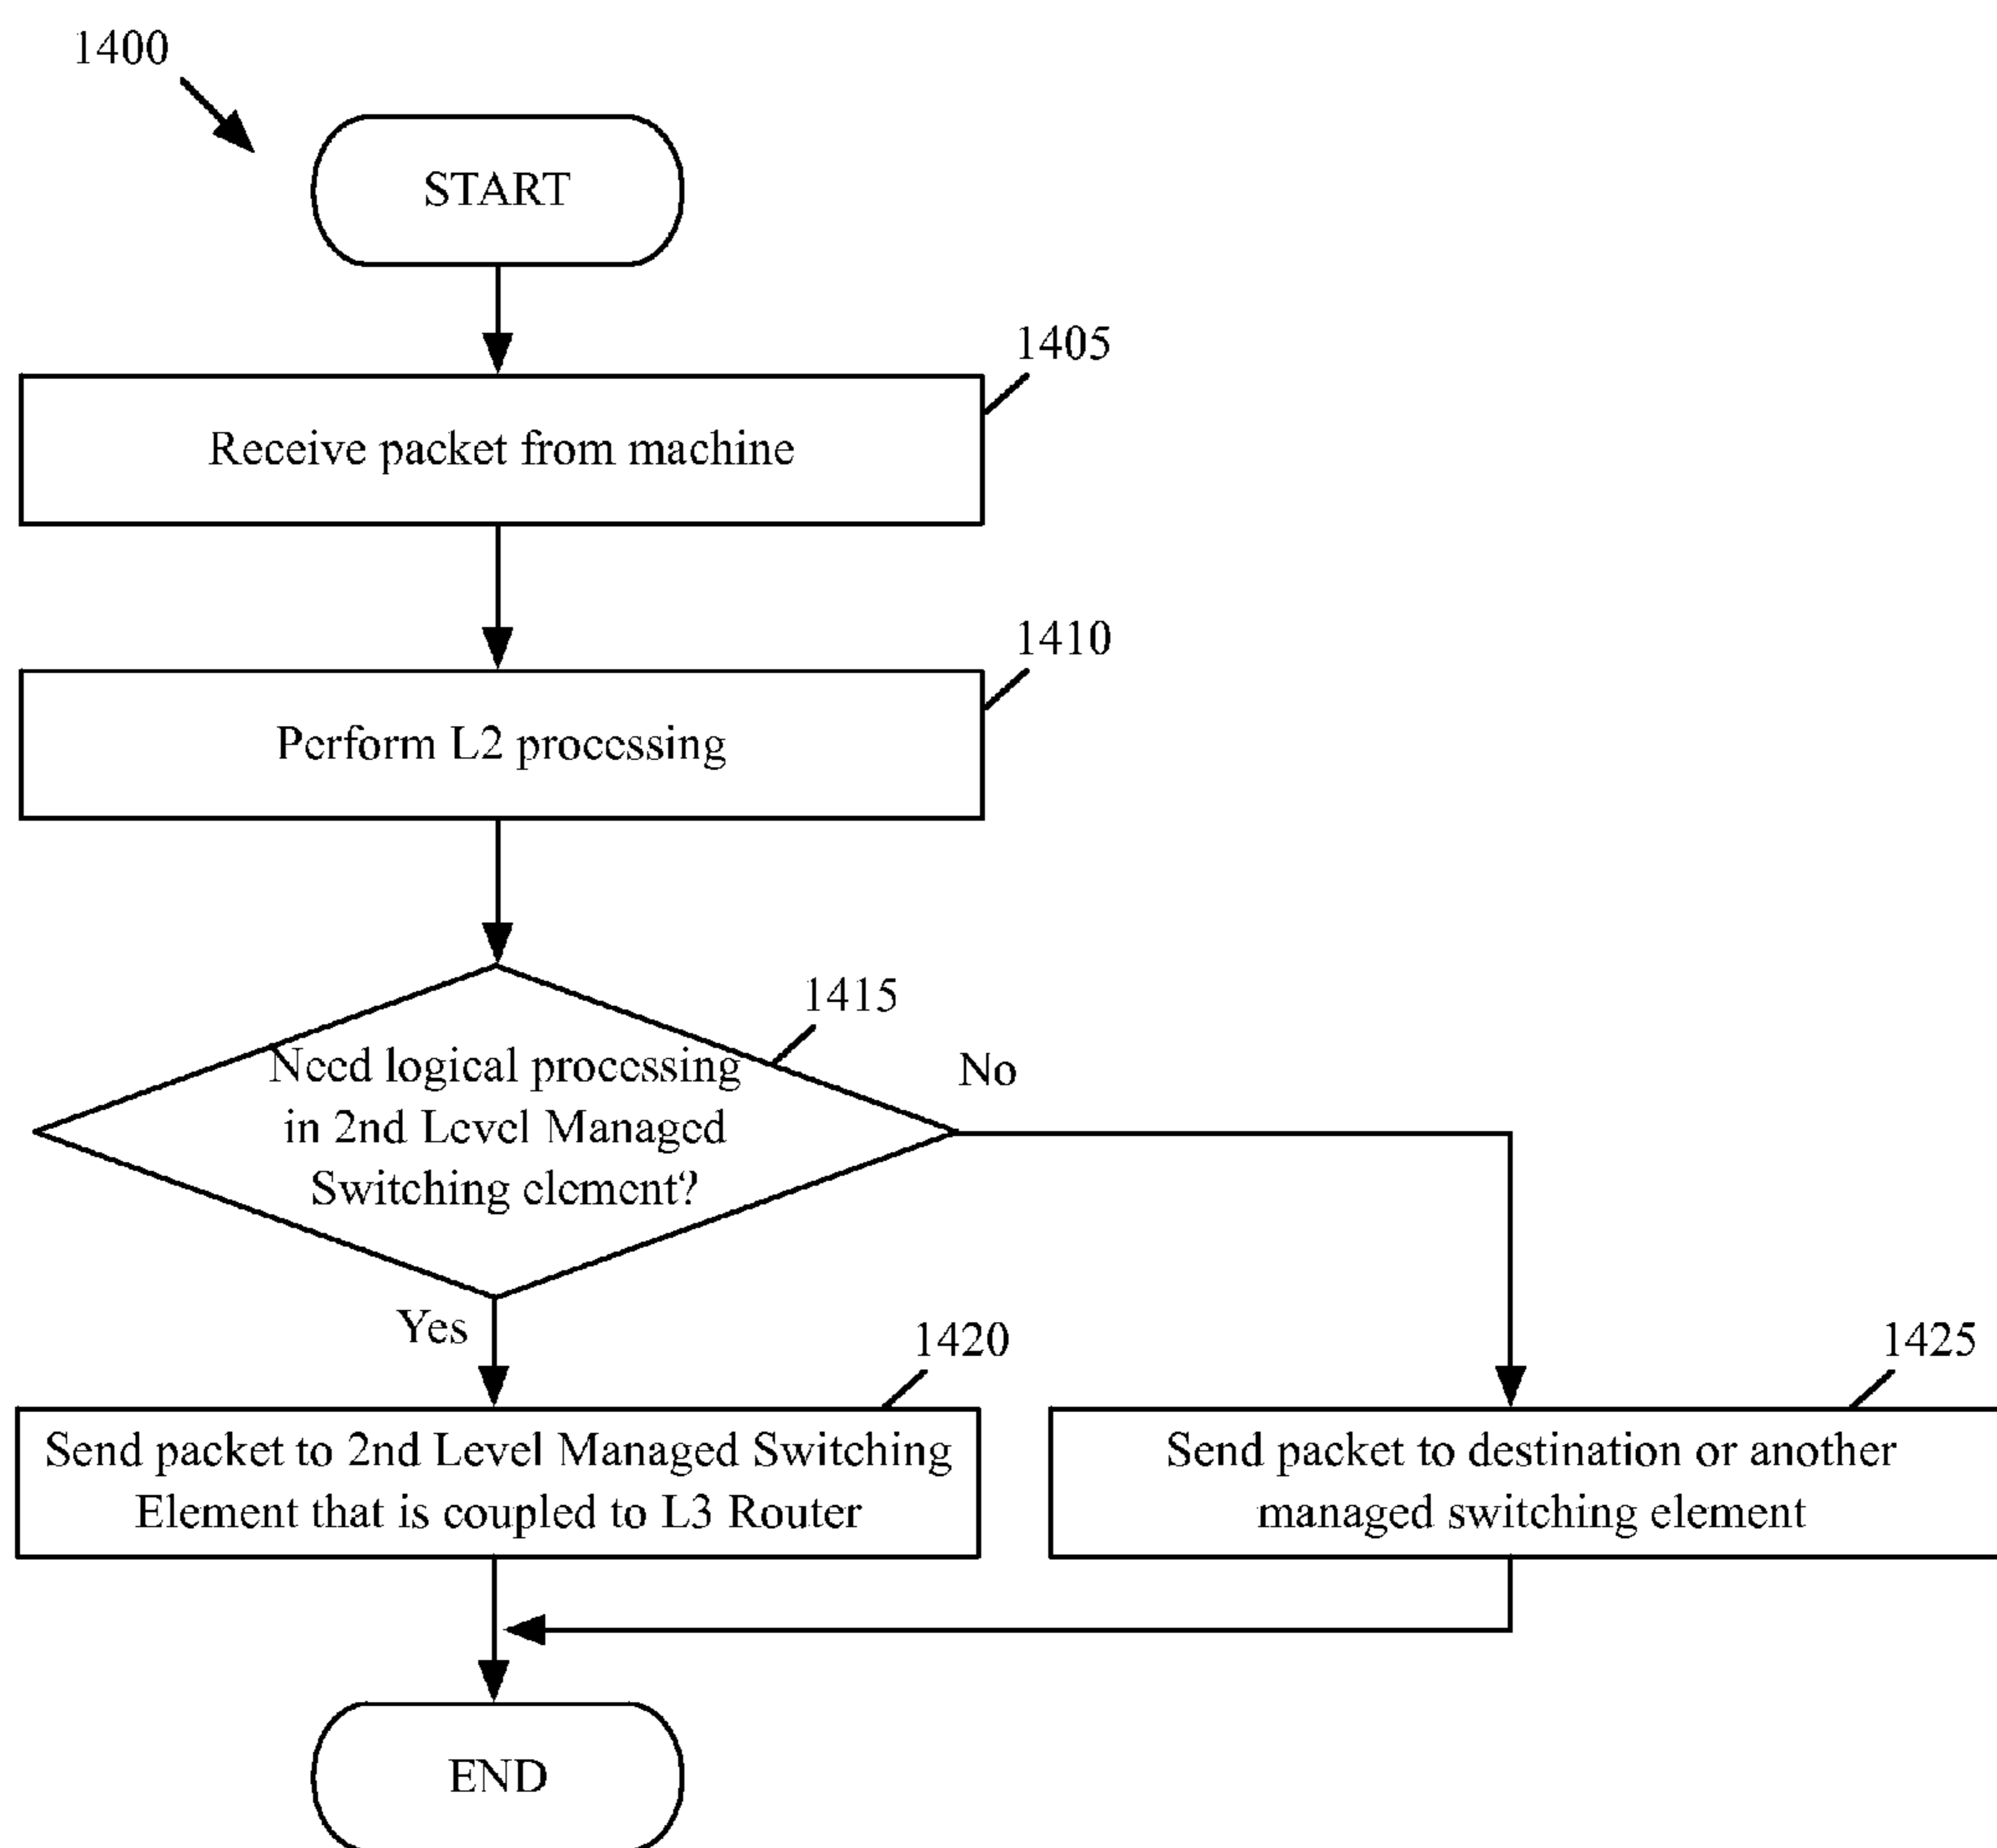 1400
START
1405
Receive packet from machine
1410
Perform L2 processing
1415
Need logical processing
in 2nd Level Managed
Switching element?
No
Yes
1420
Send packet to 2nd Level Managed Switching
Element that is coupled to L3 Router
1425
Send packet to destination or another
managed switching element
END